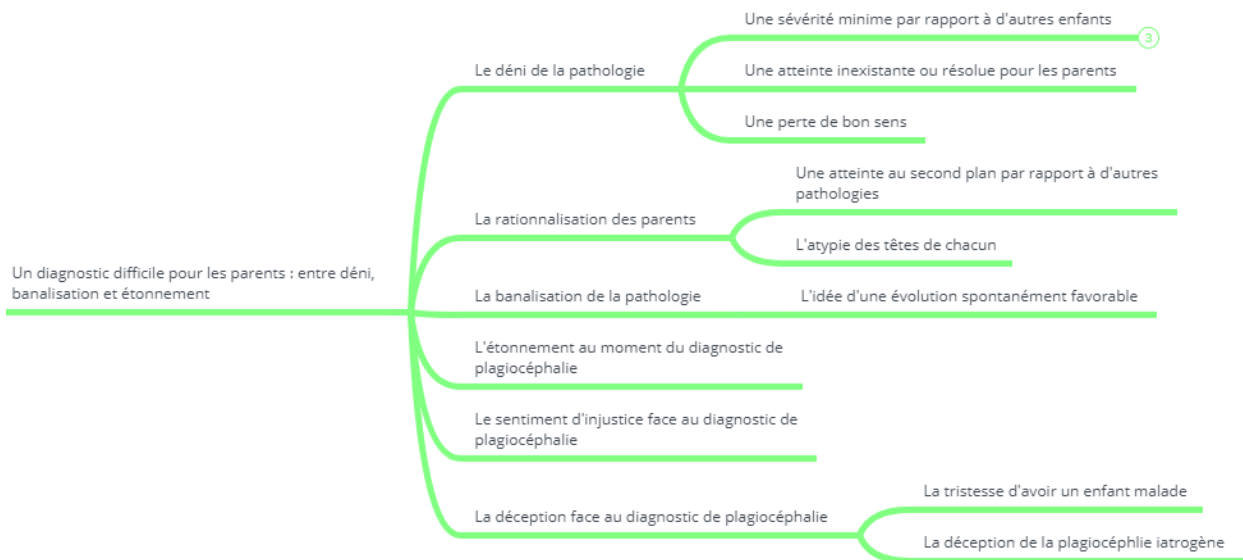 Une sévérité minime par rapport à d'autres enfants
3
Le déni de la pathologie
Une atteinte inexistante ou résolue pour les parents
Une perte de bon sens
Une atteinte au second plan par rapport à d'autres
pathologies
La rationnalisation des parents
L'atypie des têtes de chacun
Un diagnostic difficile pour les parents : entre déni,
banalisation et étonnement
La banalisation de la pathologie
L'idée d'une évolution spontanément favorable
L'étonnement au moment du diagnostic de
plagiocéphalie
Le sentiment d'injustice face au diagnostic de
plagiocéphalie
La tristesse d'avoir un enfant malade
La déception face au diagnostic de plagiocéphalie
La déception de la plagiocéphlie iatrogène